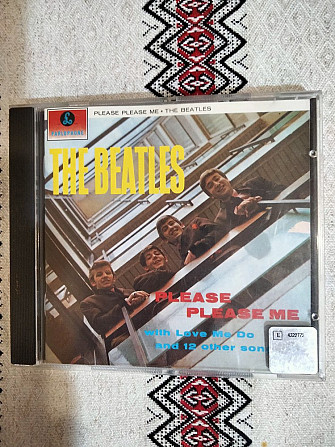 PARLOPHONE
PLEASE PLEASE ME • THE BEATLES
THE BEATLES
PLEASE
PLEASE ME
with Love Me Do
and 12 other son
E